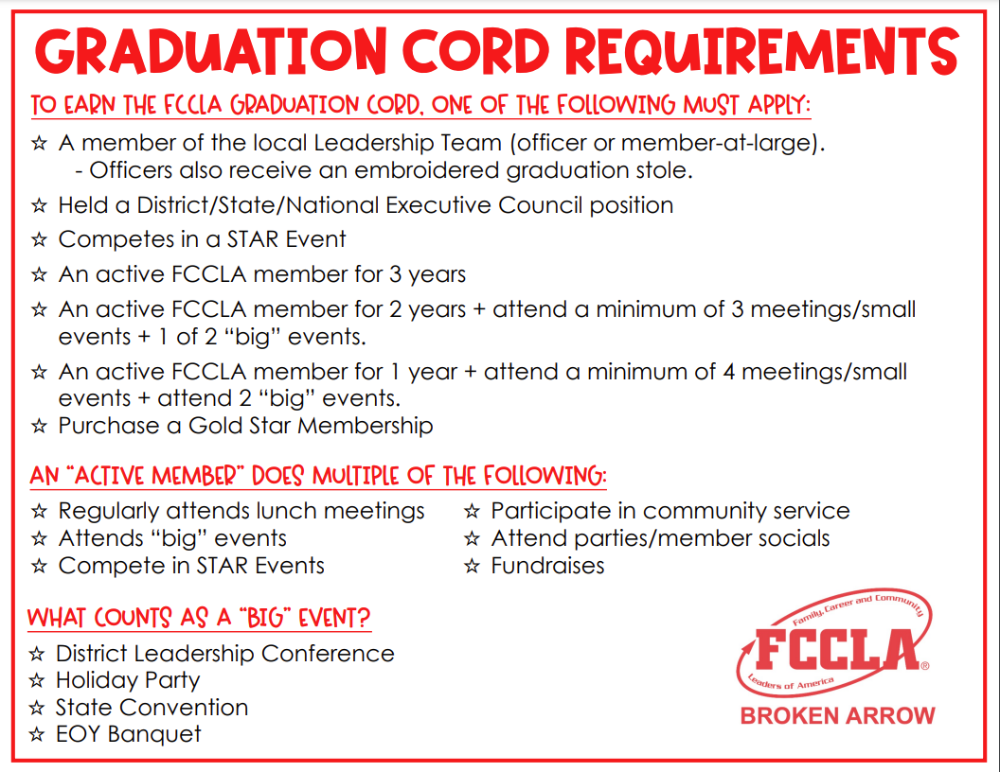 GRADUATION CORD REQUIREMENTS
TO EARN THE FCCLA GRADUATION CORD, ONE OF THE FOLLOWING MUST APPLY:
☆ A member of the local Leadership Team (officer or member-at-large).
- Officers also receive an embroidered graduation stole.
☆ Held a District/State/National Executive Council position
☆ Competes in a STAR Event
☆ An active FCCLA member for 3 years
☆ An active FCCLA member for 2 years + attend a minimum of 3 meetings/small
events + 1 of 2 “big” events.
☆ An active FCCLA member for 1 year + attend a minimum of 4 meetings/small
events + attend 2 “big” events.
☆ Purchase a Gold Star Membership
AN “ACTIVE MEMBER” DOES MULTIPLE OF THE FOLLOWING:
☆ Regularly attends lunch meetings
☆ Attends “big” events
☆ Compete in STAR Events
☆ Participate in community service
☆ Attend parties/member socials
☆ Fundraises
WHAT COUNTS AS A “BIG” EVENT?
☆ District Leadership Conference
☆ Holiday Party
☆ State Convention
☆ EOY Banquet
Family, Career and Community
FCCLA®
Leaders of America
BROKEN ARROW